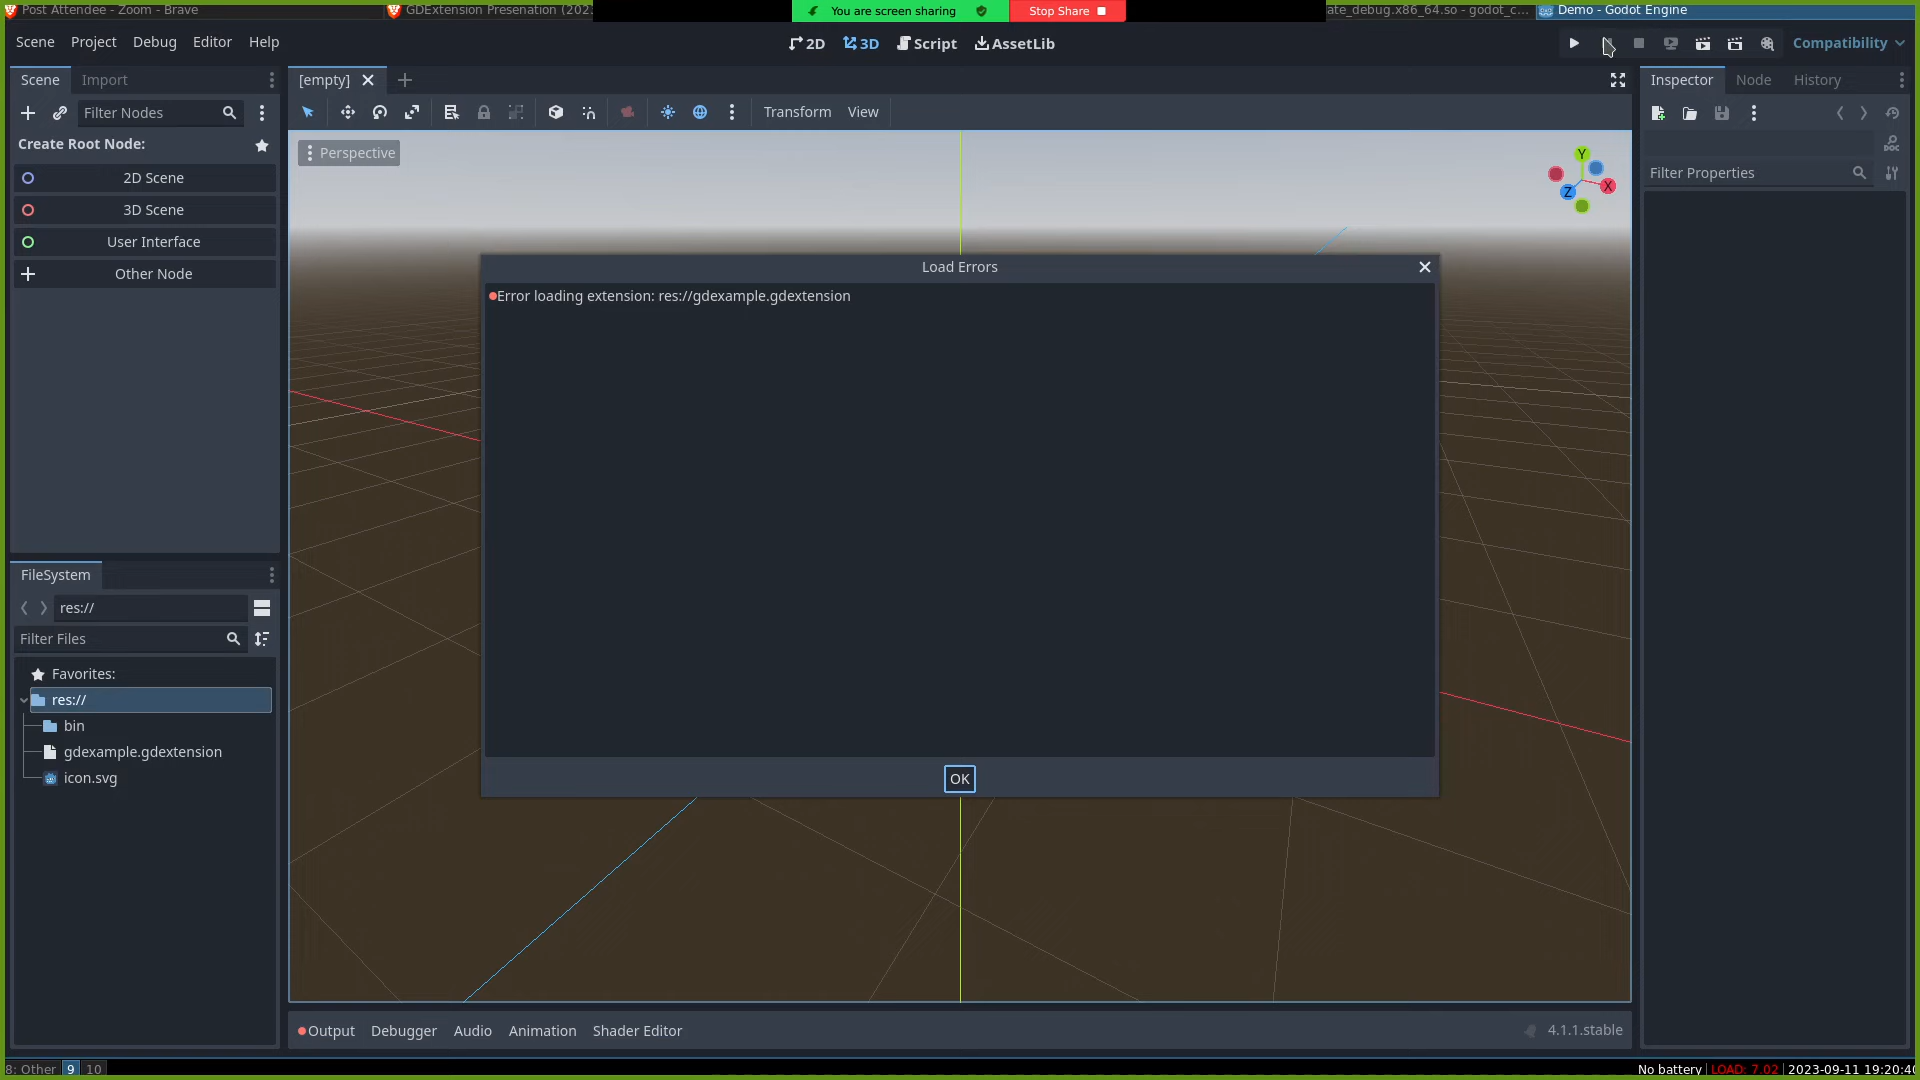 Post Attendee - Zoom - Brave
GDExtension Presenation (202.
You are screen sharing
Stop Share
ate_debug.x86_64.so - godot_c...
Demo - Godot Engine
Scene Project Debug Editor Help
2D 3D Script AssetLib
Compatibility
Scene Import
[empty]
Inspector Node History
Filter Nodes
Transform View
Create Root Node:
Perspective
Y
X
Z
DOC
Filter Properties
2D Scene
3D Scene
User Interface
Other Node
Load Errors
Error loading extension: res://gdexample.gdextension
OK
FileSystem
res://
Filter Files
Favorites:
res://
bin
gdexample.gdextension
icon.svg
Output Debugger Audio Animation Shader Editor
4.1.1.stable
8: Other 9 10
No battery LOAD: 7.02 2023-09-11 19:20:40